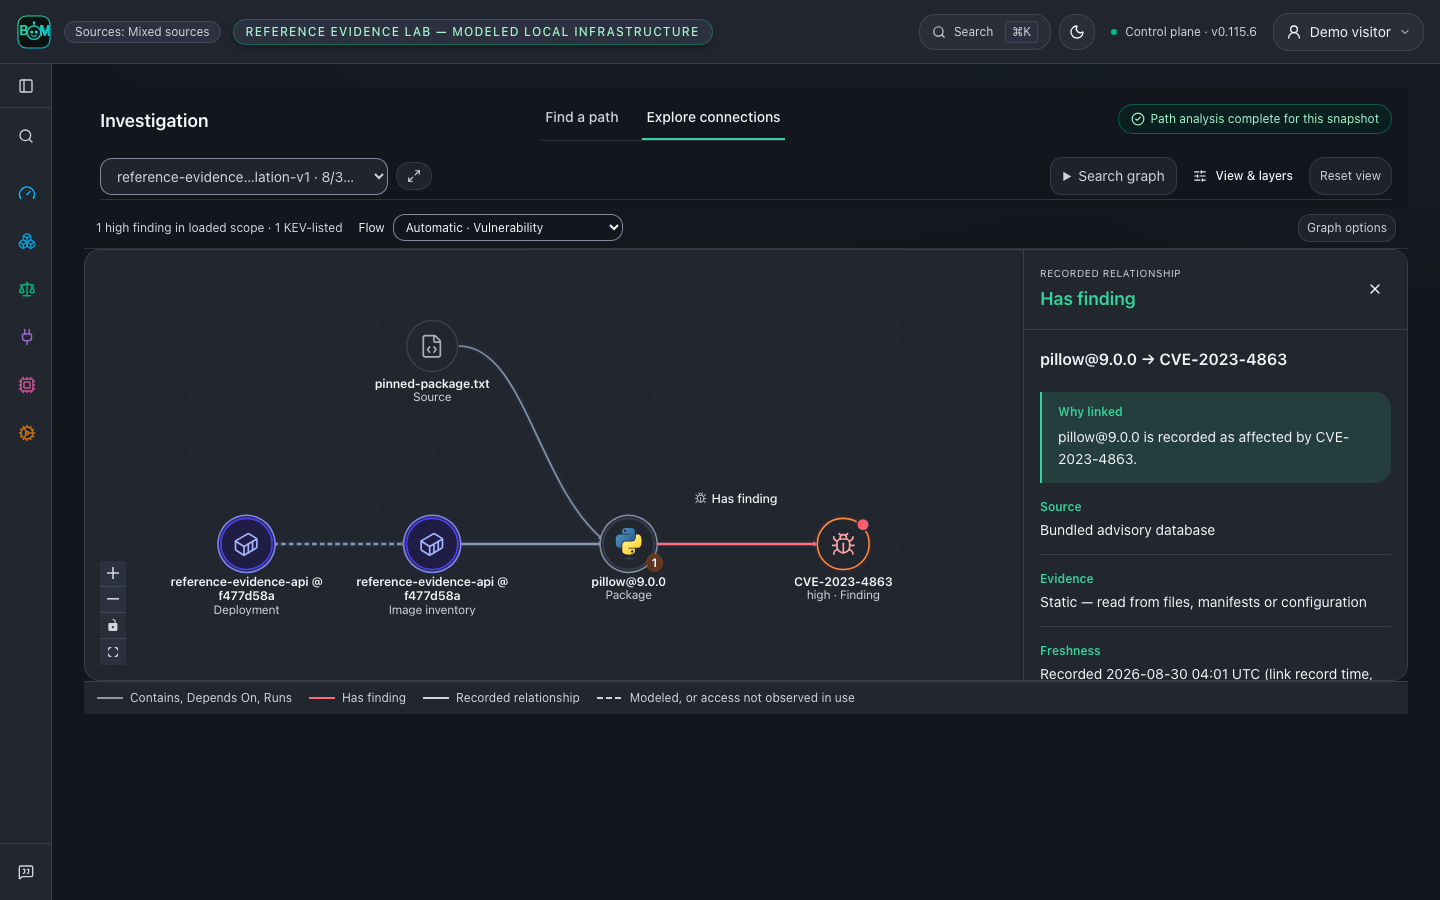 BOM
Sources: Mixed sources
REFERENCE EVIDENCE LAB — MODELED LOCAL INFRASTRUCTURE
Search ⌘K
Control plane · v0.115.6
Demo visitor
Investigation
Find a path
Explore connections
Path analysis complete for this snapshot
reference-evidence...lation-v1 · 8/3...
Search graph
View & layers
Reset view
1 high finding in loaded scope · 1 KEV-listed
Flow
Automatic · Vulnerability
Graph options
pinned-package.txt
Source
Has finding
reference-evidence-api @
f477d58a
Deployment
reference-evidence-api @
f477d58a
Image inventory
1
pillow@9.0.0
Package
CVE-2023-4863
high · Finding
RECORDED RELATIONSHIP
Has finding
pillow@9.0.0 → CVE-2023-4863
Why linked
pillow@9.0.0 is recorded as affected by CVE-
2023-4863.
Source
Bundled advisory database
Evidence
Static — read from files, manifests or configuration
Freshness
Recorded 2026-08-30 04:01 UTC (link record time,
Contains, Depends On, Runs
Has finding
Recorded relationship
Modeled, or access not observed in use